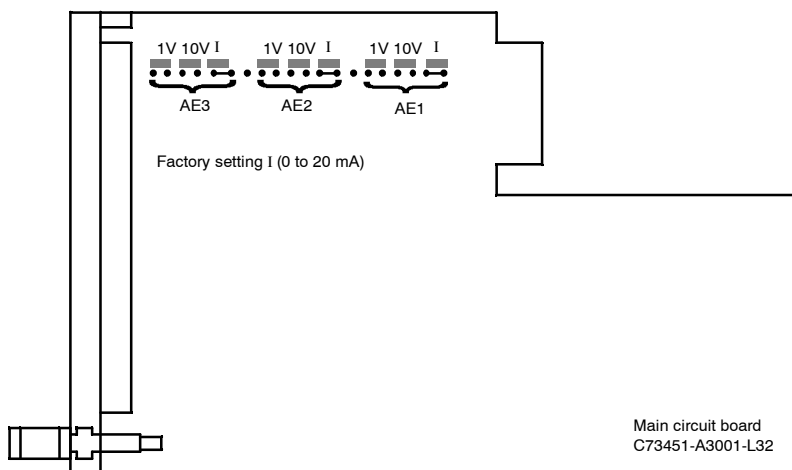 1V 10V I 1V 10V I 1V 10V I
AE3 AE2 AE1
Factory setting I (0 to 20 mA)
Main circuit board
C73451-A3001-L32